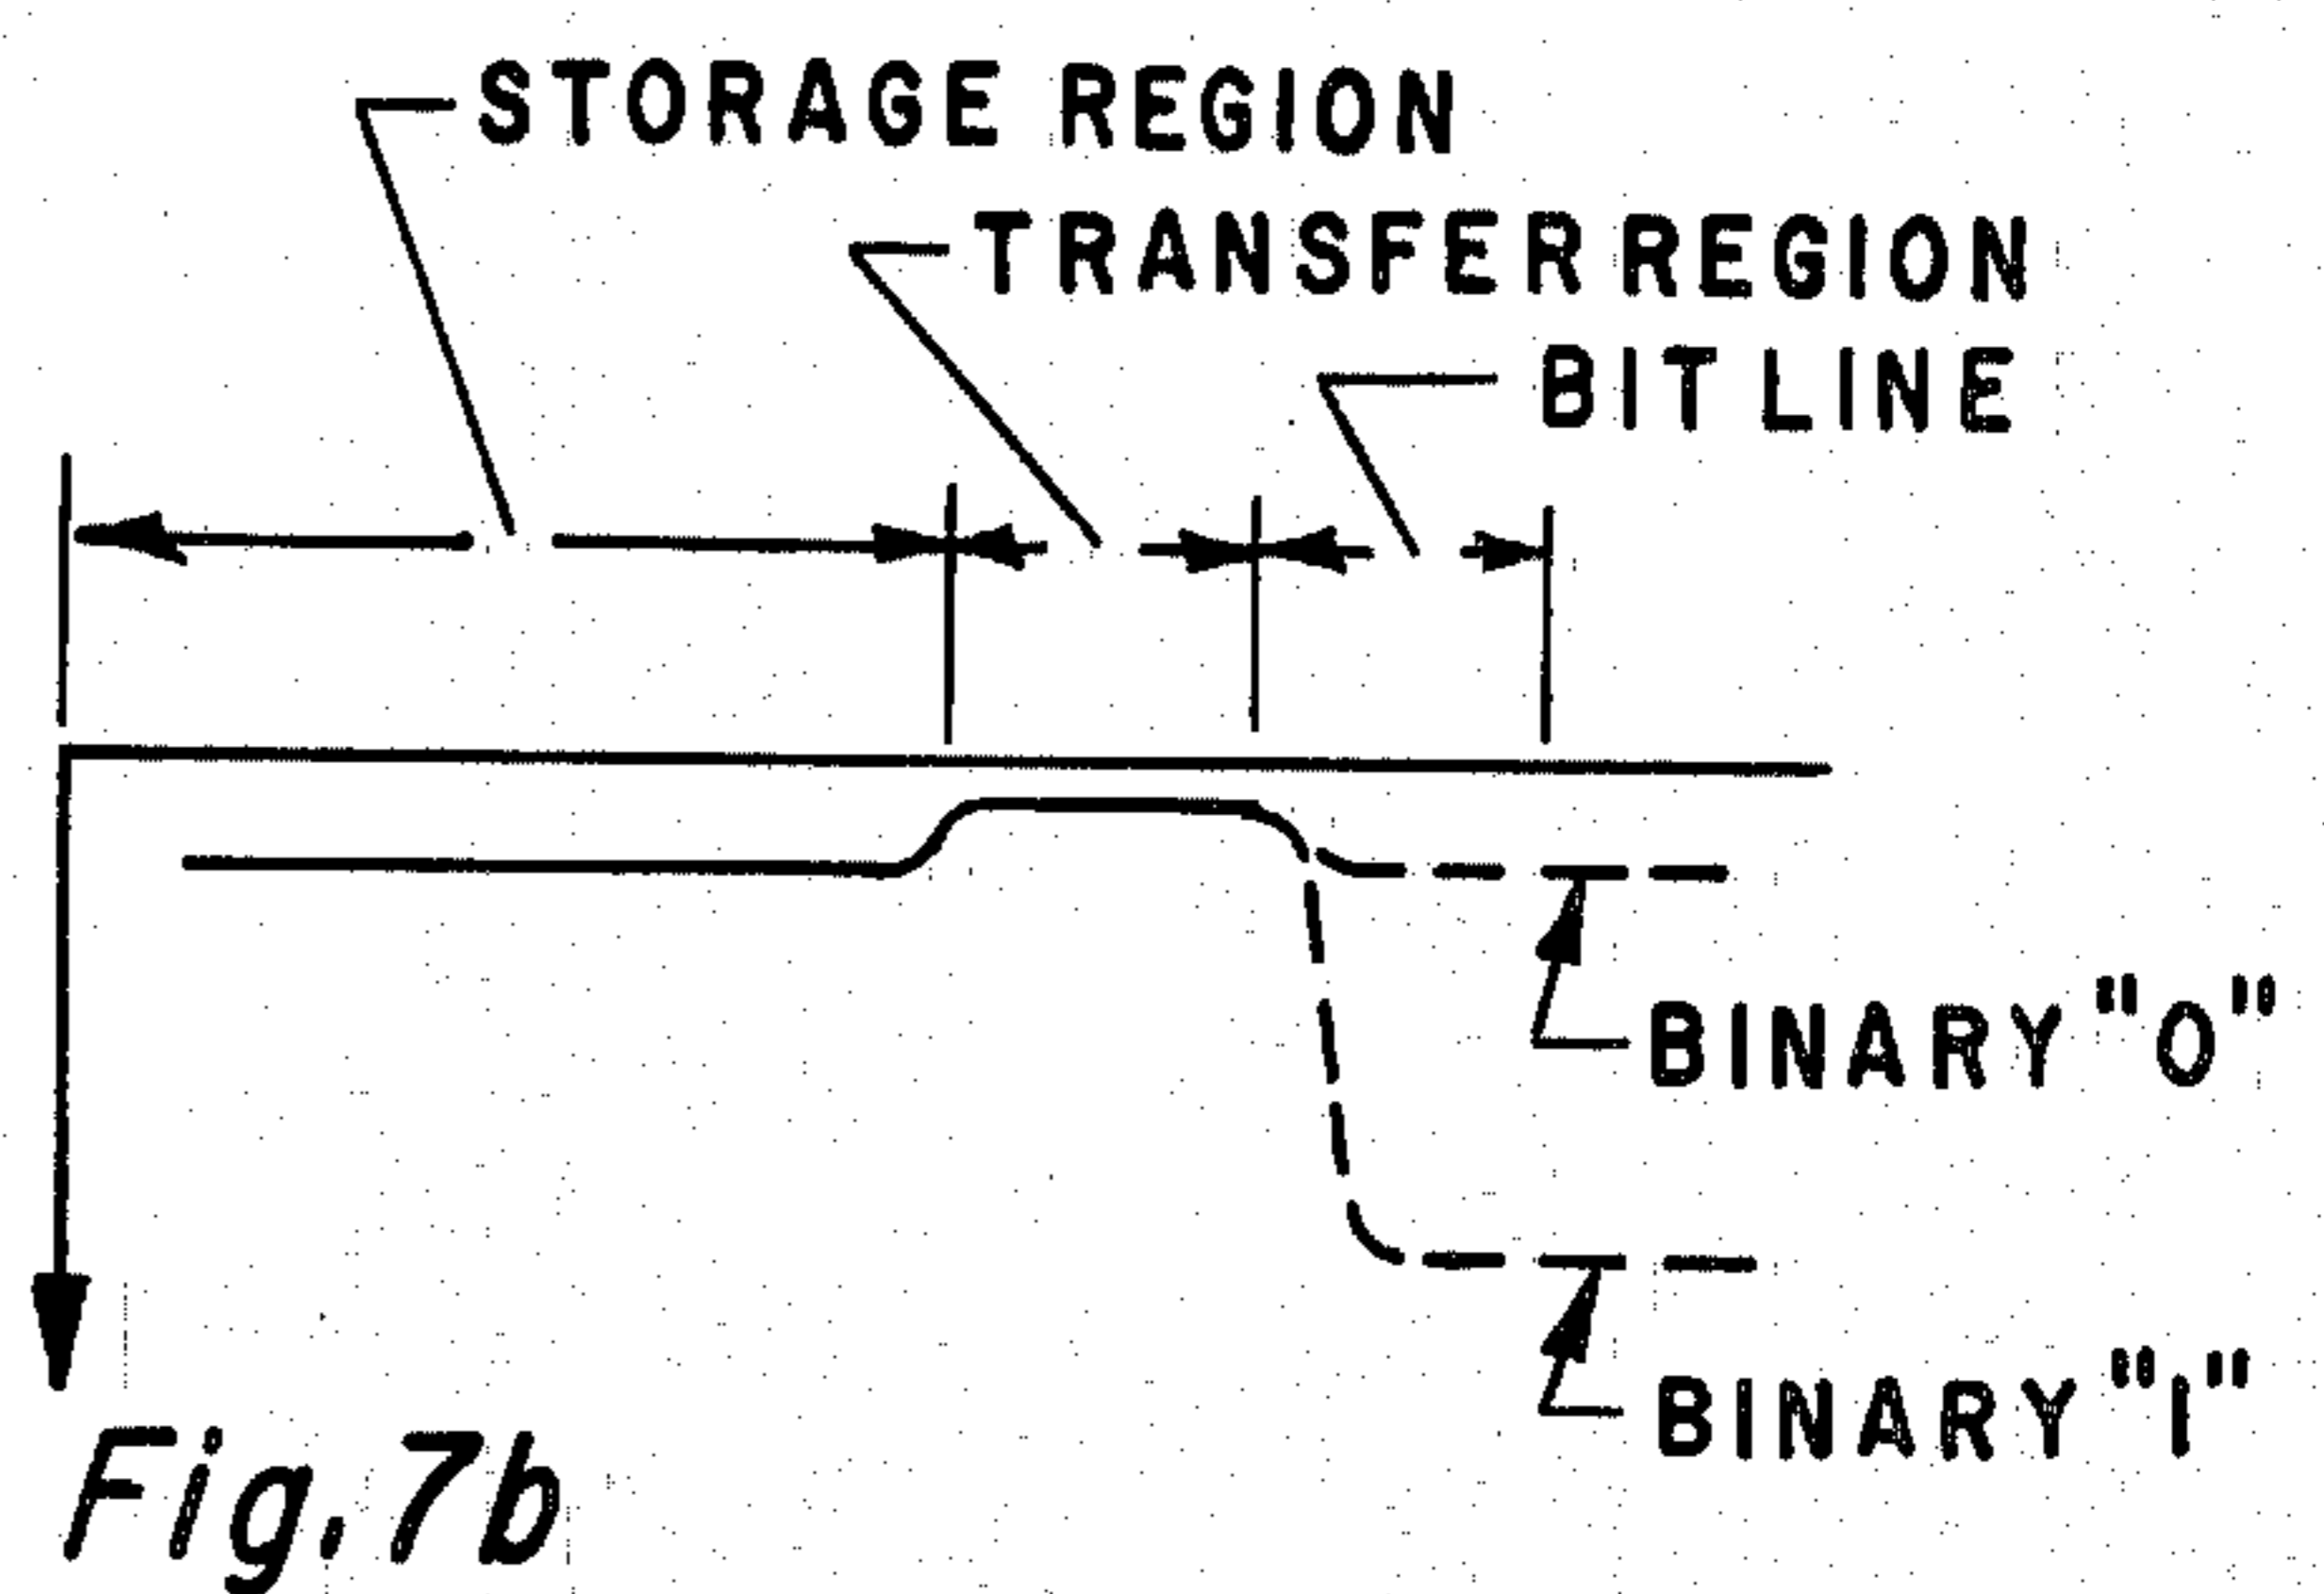 STORAGE REGION
TRANSFER REGION
BIT LINE
BINARY "0"
BINARY "1"
Fig. 7b